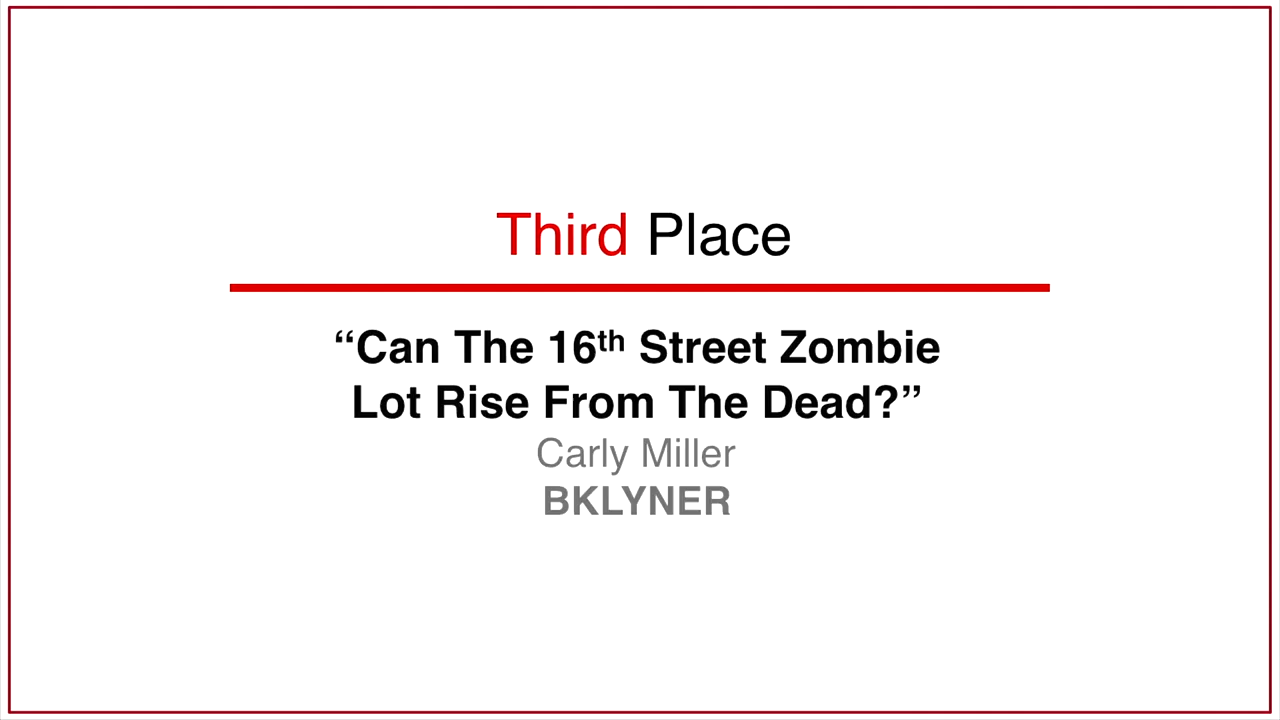 Third Place
“Can The 16th Street Zombie
Lot Rise From The Dead?”
Carly Miller
BKLYNER